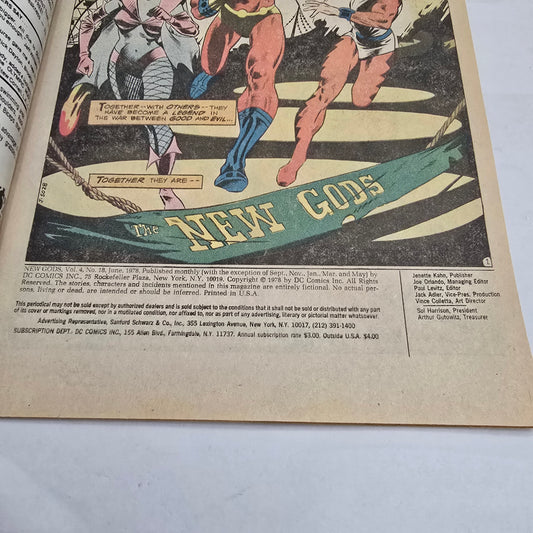 TOGETHER--WITH OTHERS--THEY
HAVE BECOME A LEGEND IN
THE WAR BETWEEN GOOD AND EVIL...
TOGETHER THEY ARE--
The NEW GODS
1
NEW GODS, Vol. 4, No. 18, June, 1978. Published monthly (with the exception of Sept., Nov., Jan., Mar. and May) by
DC COMICS INC., 75 Rockefeller Plaza, New York, N.Y. 10019. Copyright © 1978 by DC Comics Inc. All Rights
Reserved. The stories, characters and incidents mentioned in this magazine are entirely fictional. No actual per-
sons, living or dead, are intended or should be inferred. Printed in U.S.A.
This periodical may not be sold except by authorized dealers and is sold subject to the conditions that it shall not be sold or distributed with any part
of its cover or markings removed, nor in a mutilated condition, nor affixed to, nor as part of any advertising, literary or pictorial matter whatsoever.
Advertising Representative, Sanford Schwarz & Co., Inc., 355 Lexington Avenue, New York, N.Y. 10017, (212) 391-1400
SUBSCRIPTION DEPT. DC COMICS INC., 155 Allen Blvd., Farmingdale, N.Y. 11737. Annual subscription rate $3.00. Outside U.S.A. $4.00
Jenette Kahn, Publisher
Joe Orlando, Managing Editor
Paul Levitz, Editor
Jack Adler, Vice-Pres. Production
Vince Colletta, Art Director
Sol Harrison, President
Arthur Gutowitz, Treasurer